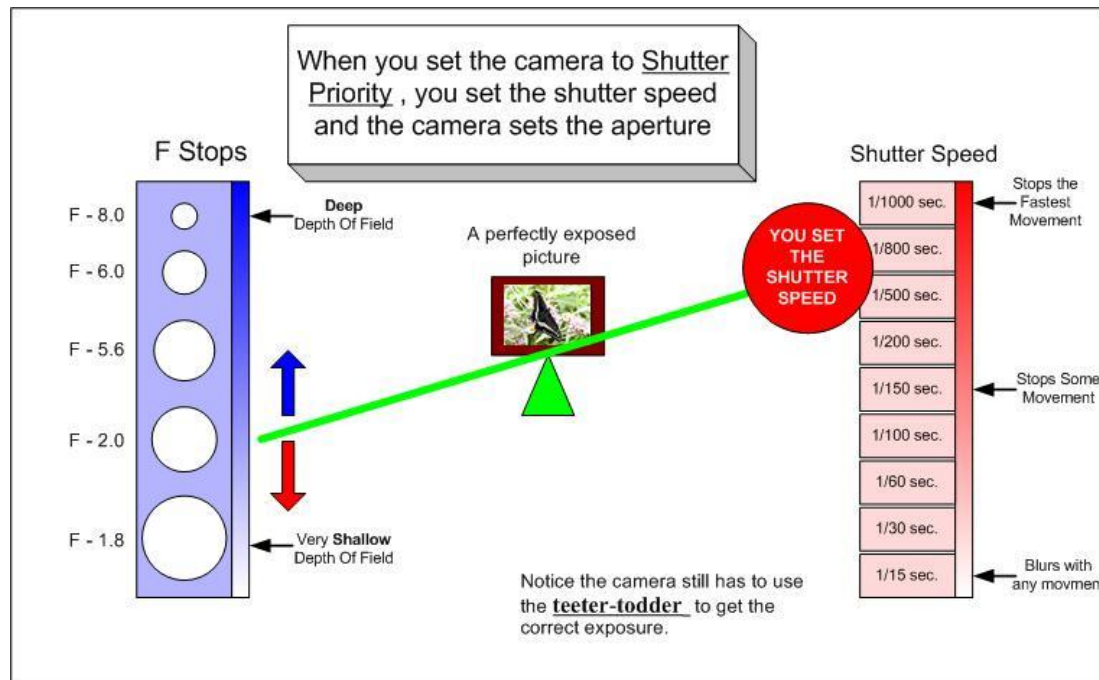 When you set the camera to Shutter
Priority , you set the shutter speed
and the camera sets the aperture
F Stops
F - 8.0
F - 6.0
F - 5.6
F - 2.0
F - 1.8
Deep
Depth Of Field
Very Shallow
Depth Of Field
A perfectly exposed
picture
YOU SET
THE
SHUTTER
SPEED
Shutter Speed
1/1000 sec.
1/800 sec.
1/500 sec.
1/200 sec.
1/150 sec.
1/100 sec.
1/60 sec.
1/30 sec.
1/15 sec.
Stops the
Fastest
Movement
Stops Some
Movement
Blurs with
any movment
Notice the camera still has to use
the teeter-todder to get the
correct exposure.